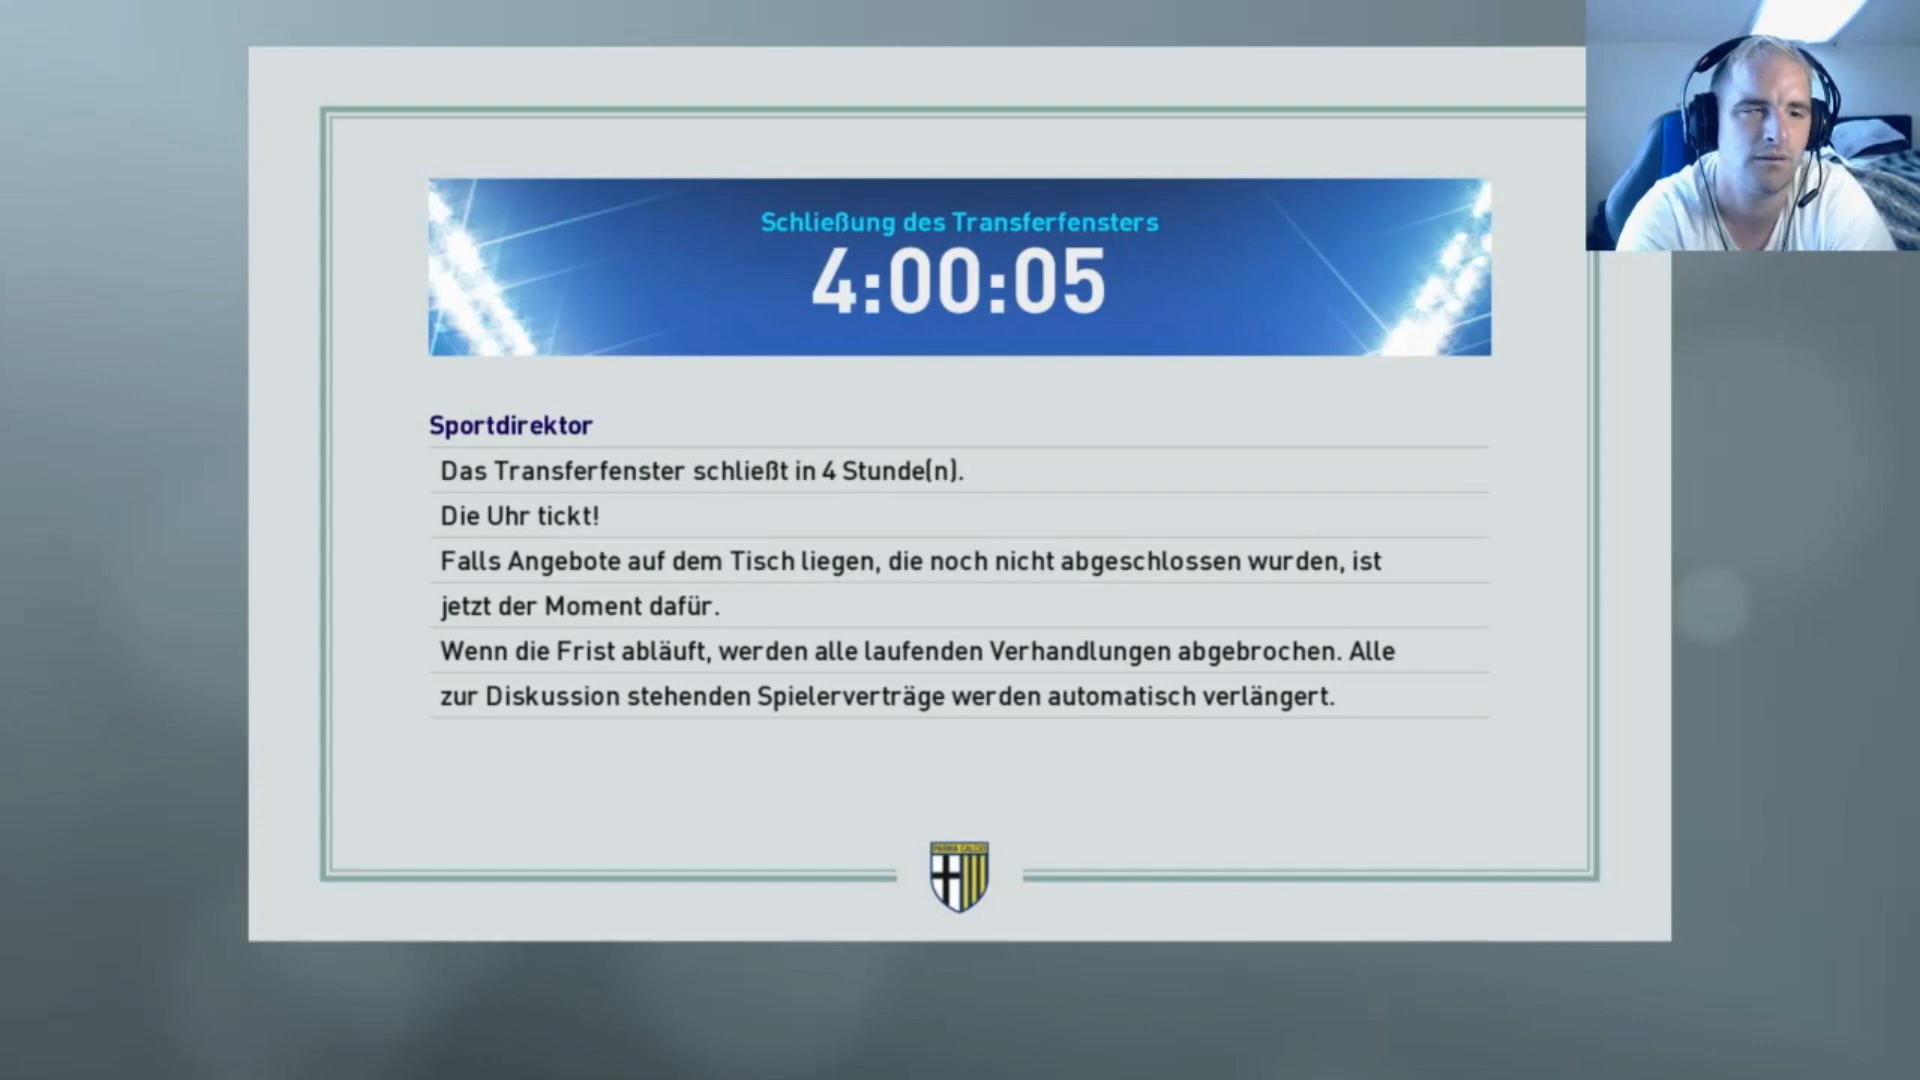 Schließung des Transferfensters
4:00:05
Sportdirektor
Das Transferfenster schließt in 4 Stunde(n).
Die Uhr tickt!
Falls Angebote auf dem Tisch liegen, die noch nicht abgeschlossen wurden, ist
jetzt der Moment dafür.
Wenn die Frist abläuft, werden alle laufenden Verhandlungen abgebrochen. Alle
zur Diskussion stehenden Spielerverträge werden automatisch verlängert.
PARMA CALCIO